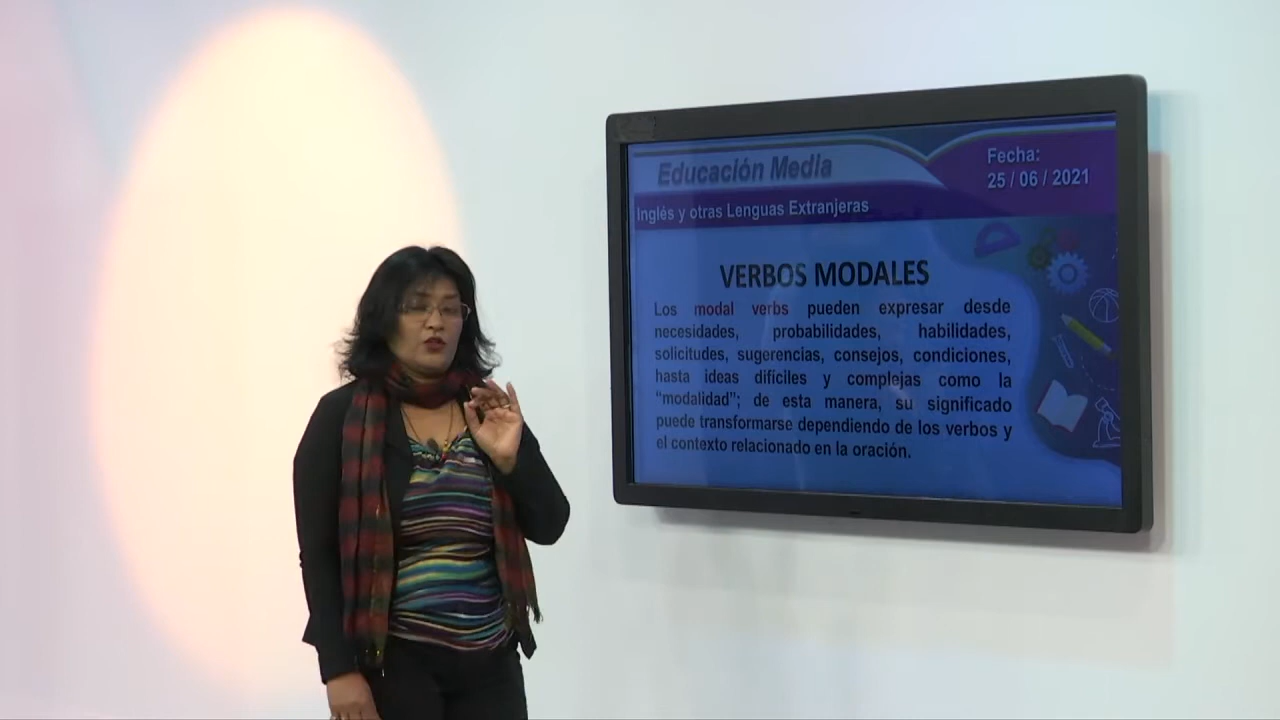 Educación Media
Fecha:
25 / 06 / 2021
Inglés y otras Lenguas Extranjeras
VERBOS MODALES
Los modal verbs pueden expresar desde
necesidades, probabilidades, habilidades,
solicitudes, sugerencias, consejos, condiciones,
hasta ideas difíciles y complejas como la
“modalidad”; de esta manera, su significado
puede transformarse dependiendo de los verbos y
el contexto relacionado en la oración.